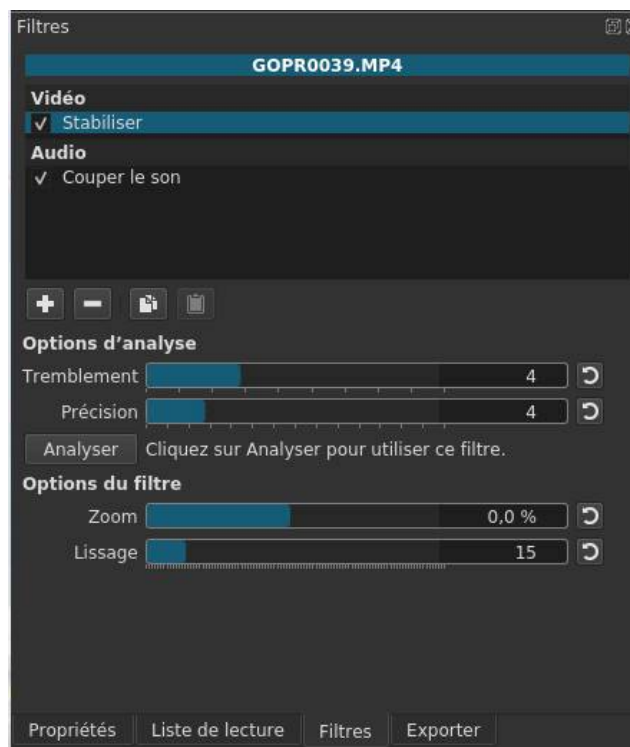 Filtres
GOPR0039.MP4
Vidéo
Stabiliser
Audio
Couper le son
Options d’analyse
Tremblement 4
Précision 4
Analyser Cliquez sur Analyser pour utiliser ce filtre.
Options du filtre
Zoom 0,0 %
Lissage 15
Propriétés Liste de lecture Filtres Exporter